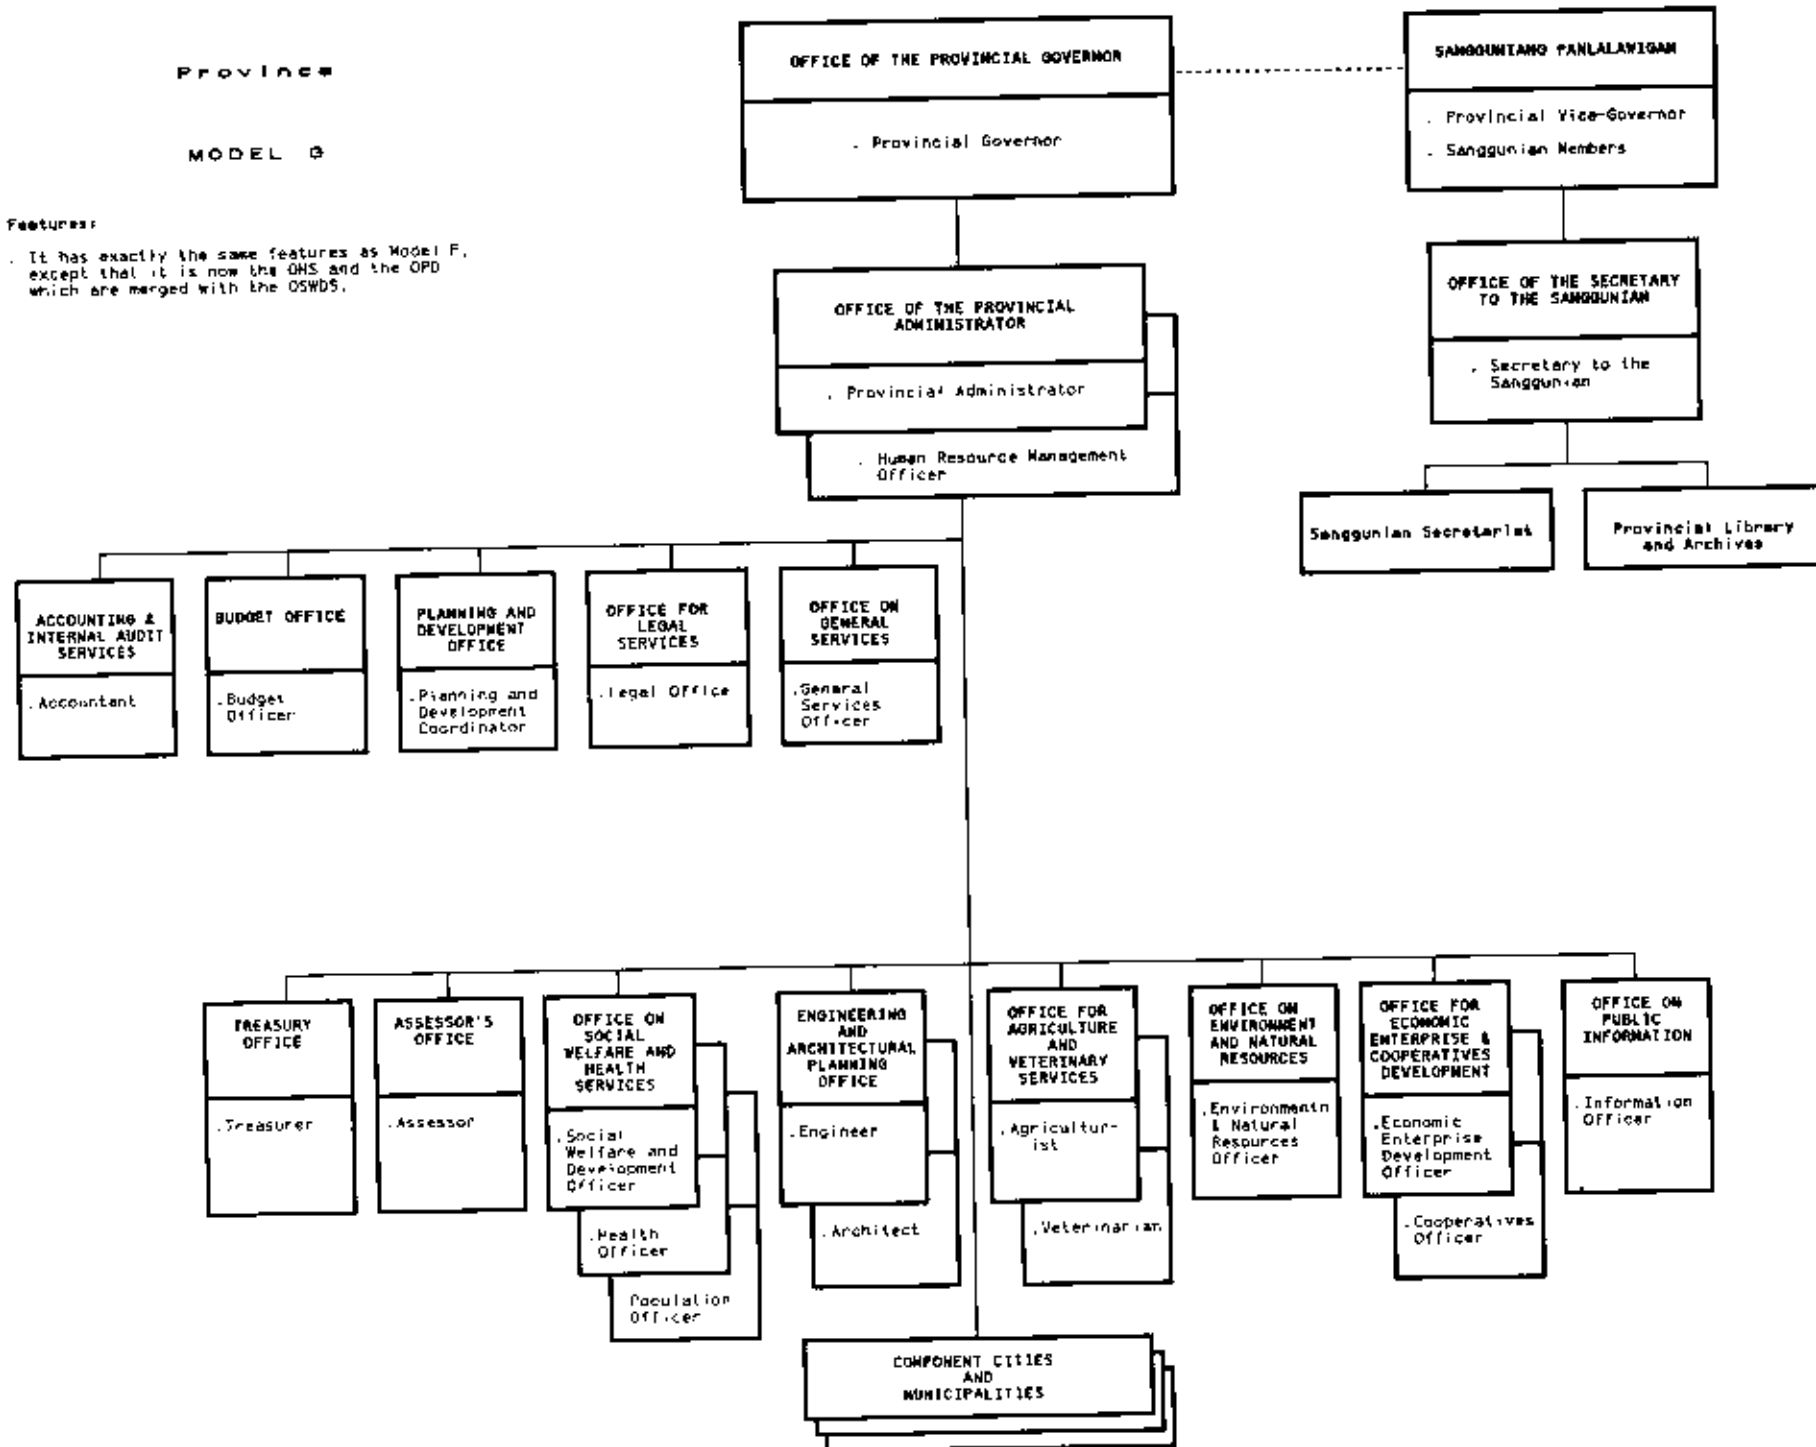 Province
MODEL G
Features:
. It has exactly the same features as Model F,
except that it is now the OHS and the OPD
which are merged with the OSWDS.
OFFICE OF THE PROVINCIAL GOVERNOR
. Provincial Governor
SANGGUNIANG PANLALAWIGAN
. Provincial Vice-Governor
. Sanggunian Members
OFFICE OF THE PROVINCIAL
ADMINISTRATOR
. Provincial Administrator
. Human Resource Management
Officer
OFFICE OF THE SECRETARY
TO THE SANGGUNIAN
. Secretary to the
Sanggunian
Sanggunian Secretariat
Provincial Library
and Archives
ACCOUNTING &
INTERNAL AUDIT
SERVICES
. Accountant
BUDGET OFFICE
. Budget
Officer
PLANNING AND
DEVELOPMENT
OFFICE
. Planning and
Development
Coordinator
OFFICE FOR
LEGAL
SERVICES
. Legal Office
OFFICE ON
GENERAL
SERVICES
. General
Services
Officer
TREASURY
OFFICE
. Treasurer
ASSESSOR'S
OFFICE
. Assessor
OFFICE ON
SOCIAL
WELFARE AND
HEALTH
SERVICES
. Social
Welfare and
Development
Officer
. Health
Officer
Population
Officer
ENGINEERING
AND
ARCHITECTURAL
PLANNING
OFFICE
. Engineer
. Architect
OFFICE FOR
AGRICULTURE
AND
VETERINARY
SERVICES
. Agricultur-
ist
. Veterinarian
OFFICE ON
ENVIRONMENT
AND NATURAL
RESOURCES
. Environmentn
& Natural
Resources
Officer
OFFICE FOR
ECONOMIC
ENTERPRISE &
COOPERATIVES
DEVELOPMENT
. Economic
Enterprise
Development
Officer
. Cooperatives
Officer
OFFICE ON
PUBLIC
INFORMATION
. Information
Officer
COMPONENT CITIES
AND
MUNICIPALITIES